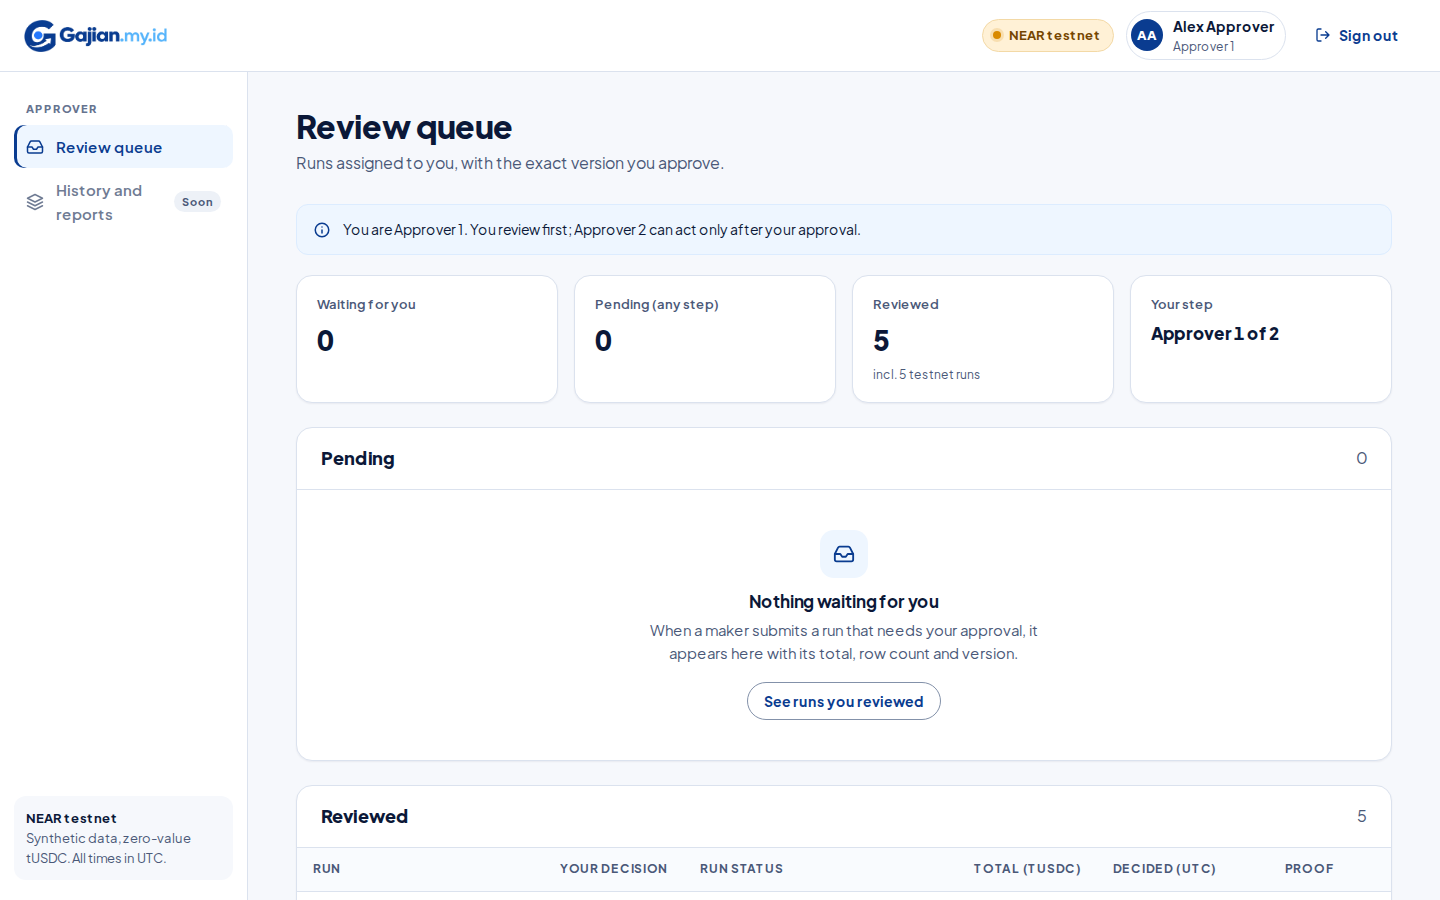 Gajian.my.id
NEAR testnet
AA
Alex Approver
Approver 1
Sign out
APPROVER
Review queue
History and
reports
Soon
NEAR testnet
Synthetic data, zero-value
tUSDC. All times in UTC.
Review queue
Runs assigned to you, with the exact version you approve.
You are Approver 1. You review first; Approver 2 can act only after your approval.
Waiting for you
0
Pending (any step)
0
Reviewed
5
incl. 5 testnet runs
Your step
Approver 1 of 2
Pending
0
Nothing waiting for you
When a maker submits a run that needs your approval, it
appears here with its total, row count and version.
See runs you reviewed
Reviewed
5
RUN YOUR DECISION RUN STATUS TOTAL (TUSDC) DECIDED (UTC) PROOF